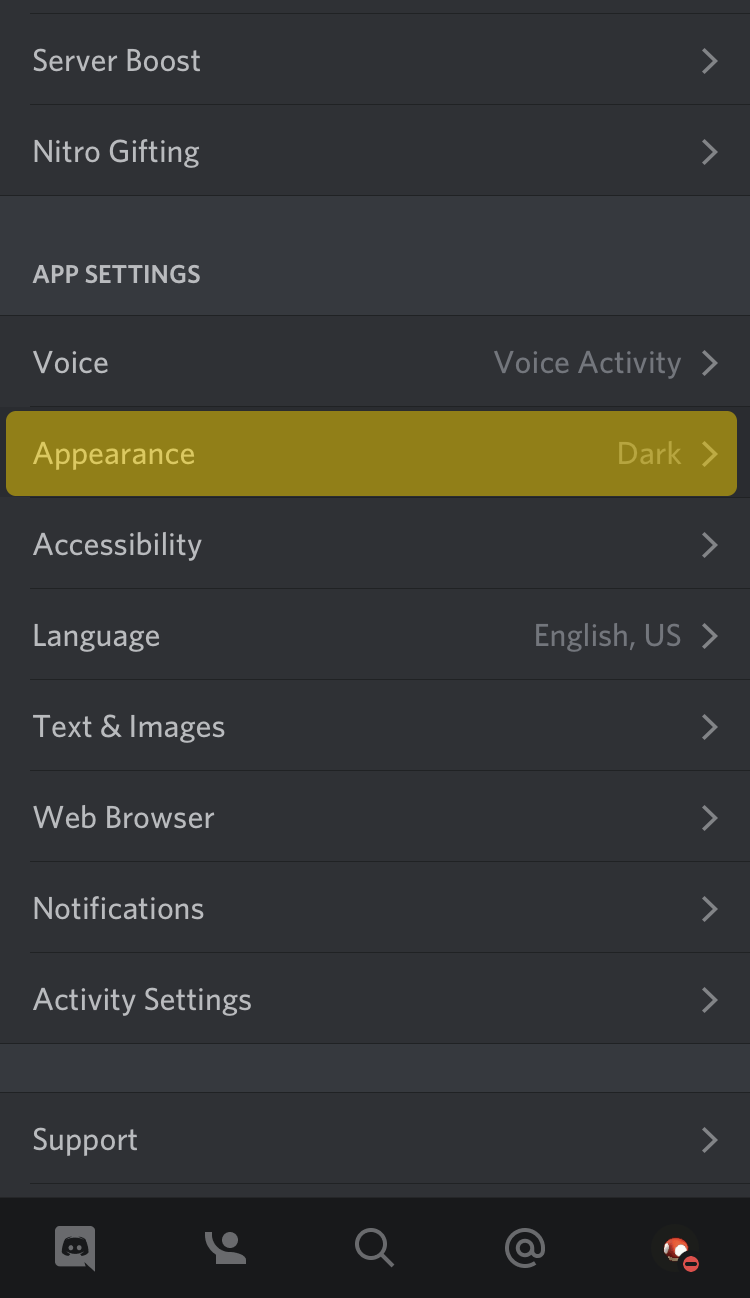 Server Boost
Nitro Gifting
APP SETTINGS
Voice Voice Activity
Appearance Dark
Accessibility
Language English, US
Text & Images
Web Browser
Notifications
Activity Settings
Support